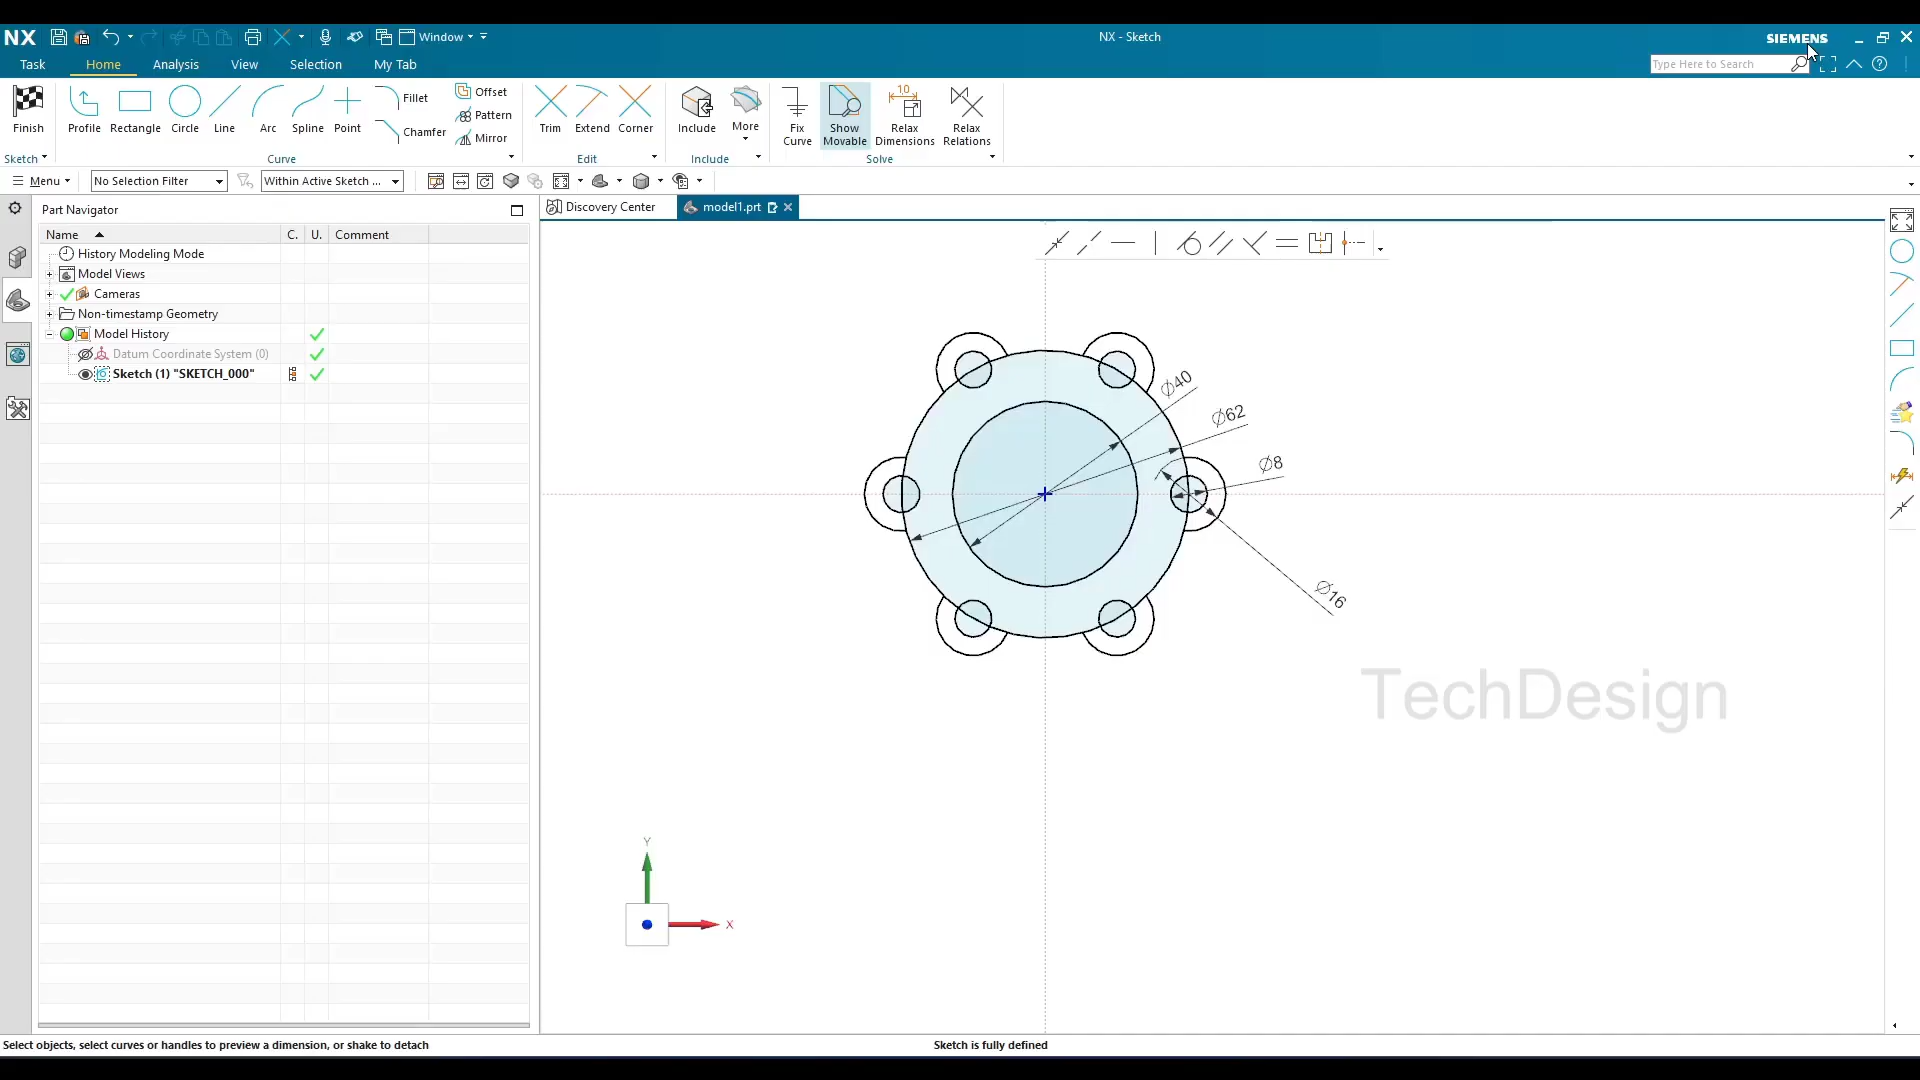 NX
Window
NX - Sketch
SIEMENS
Task
Home
Analysis
View
Selection
My Tab
Type Here to Search
Finish
Profile
Rectangle
Circle
Line
Arc
Spline
Point
Fillet
Chamfer
Offset
Pattern
Mirror
Trim
Extend
Corner
Include
More
Fix
Curve
Show
Movable
10
Relax
Dimensions
Relax
Relations
Sketch
Curve
Edit
Include
Solve
Menu
No Selection Filter
Within Active Sketch ...
Part Navigator
Discovery Center
model1.prt
Name
C.
U.
Comment
History Modeling Mode
Model Views
Cameras
Non-timestamp Geometry
Model History
Datum Coordinate System (0)
Sketch (1) "SKETCH_000"
∅40
∅62
∅8
∅16
TechDesign
Y
X
Select objects, select curves or handles to preview a dimension, or shake to detach
Sketch is fully defined